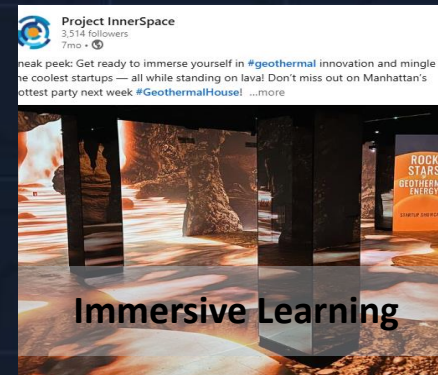 Project InnerSpace
3,514 followers
7mo •
neak peek: Get ready to immerse yourself in #geothermal innovation and mingle
he coolest startups — all while standing on lava! Don't miss out on Manhattan's
ottest party next week #GeothermalHouse! ...more
ROCK
STARS
GEOTHERM
ENERGY
STARTUP
Immersive Learning